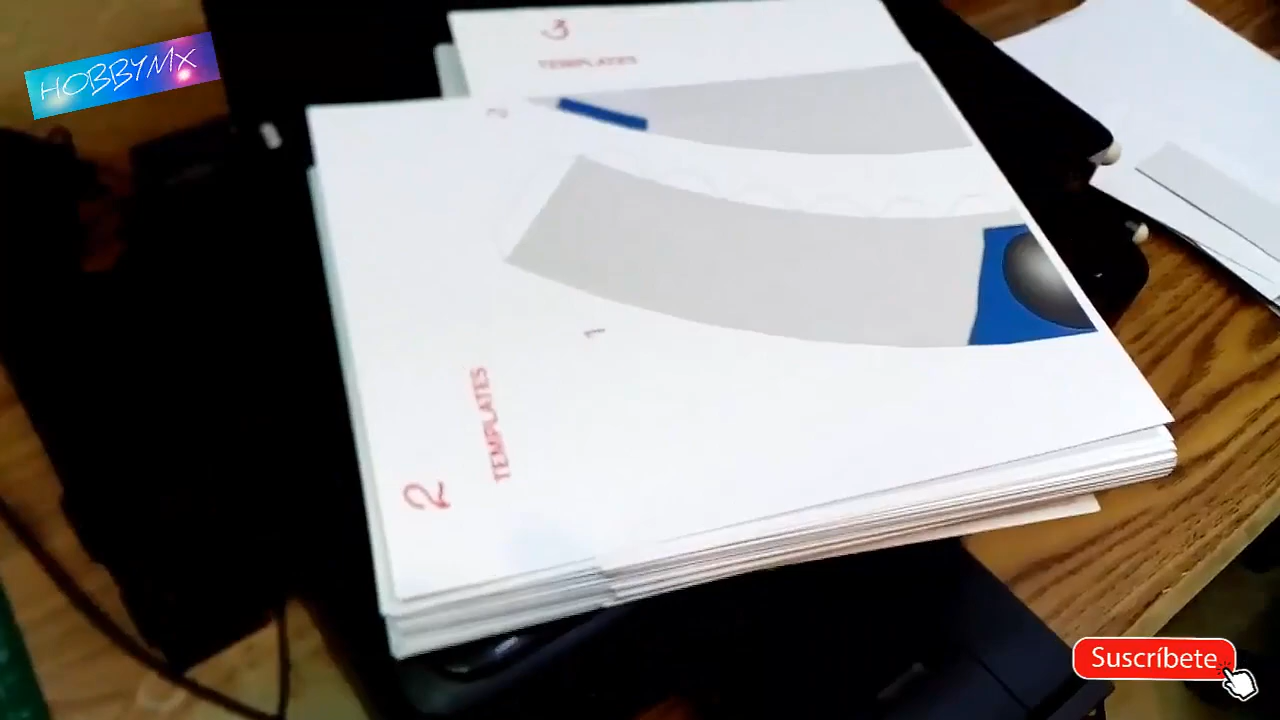 HOBBYMX
3
TEMPLATES
2
1
TEMPLATES
2
Suscríbete